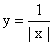 y = 1/|x|